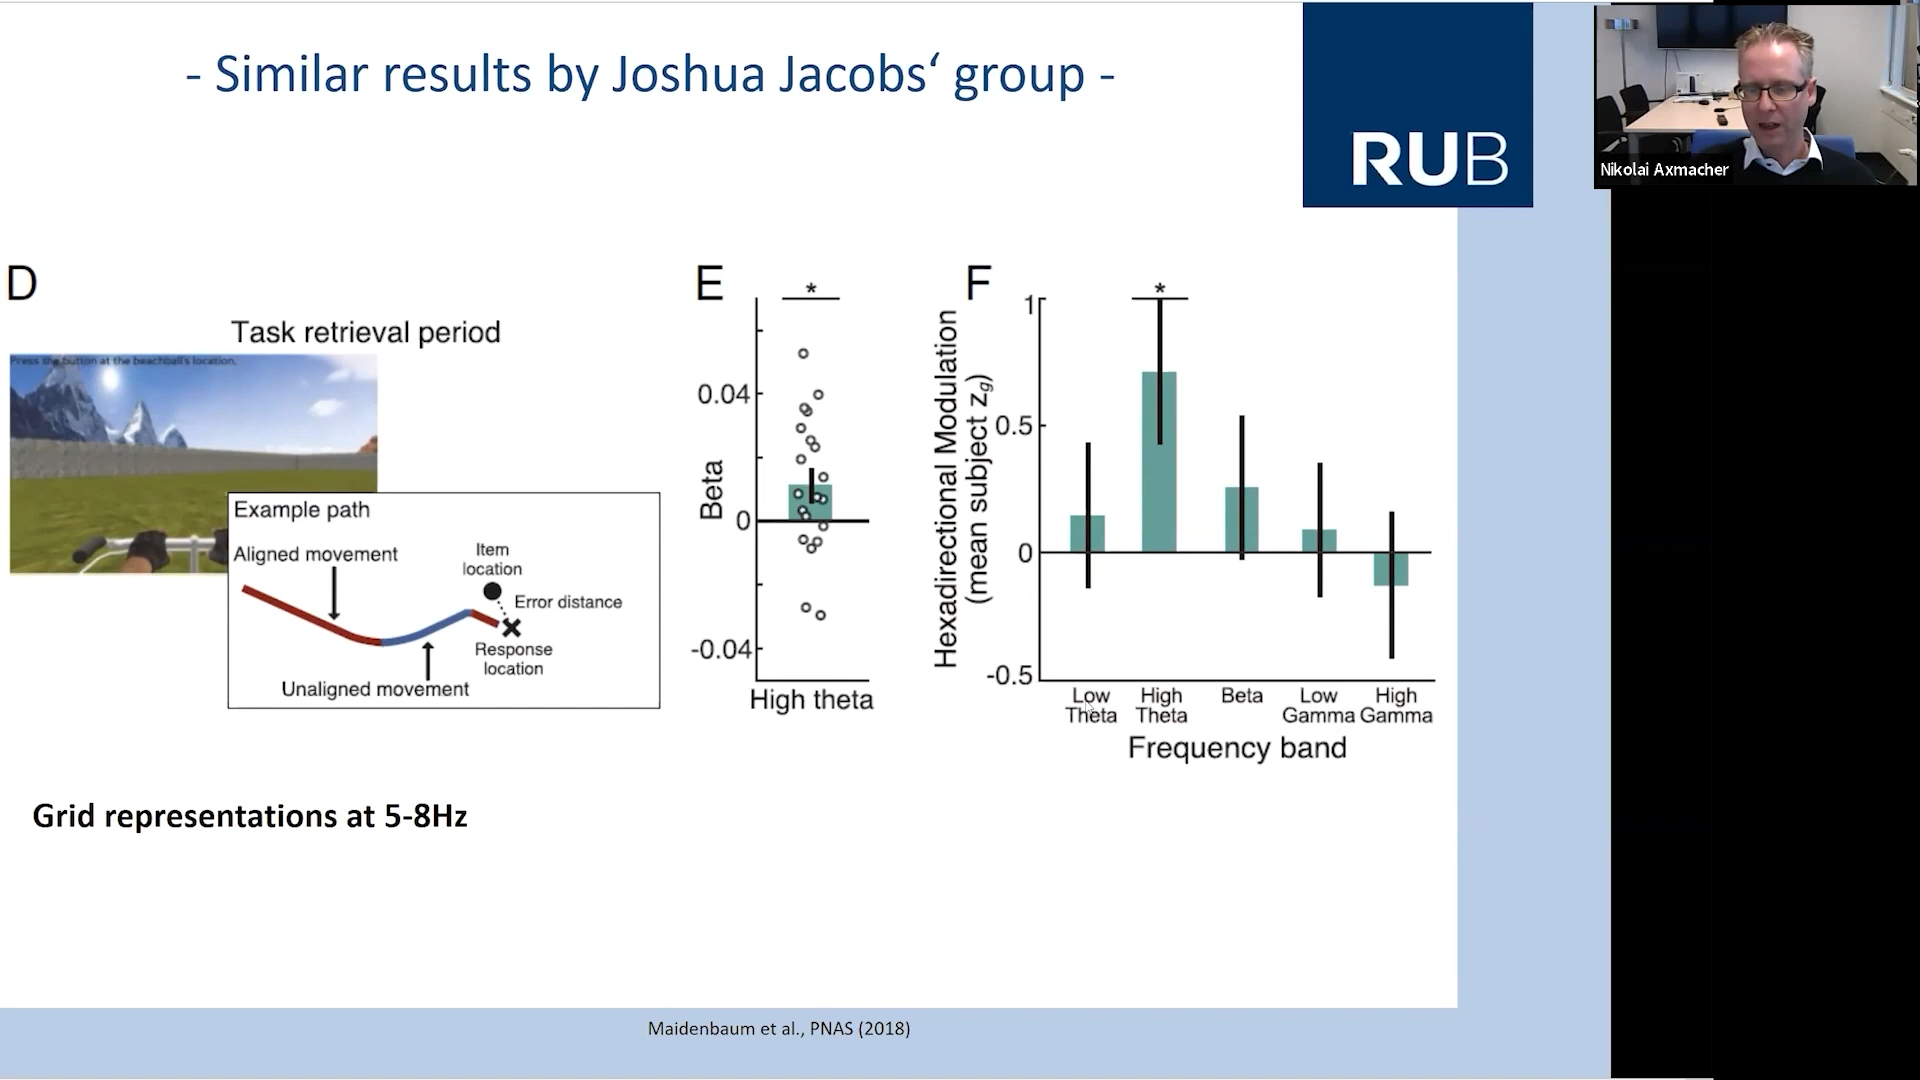 - Similar results by Joshua Jacobs‘ group -
RUB
Nikolai Axmacher
D
Task retrieval period
Press the button at the beachball's location.
Example path
Aligned movement
Item
location
Error distance
Response
location
Unaligned movement
E
*
0.04
0
-0.04
Beta
High theta
F
*
1
0.5
0
-0.5
Hexadirectional Modulation
(mean subject zg)
Low
Theta
High
Theta
Beta
Low
Gamma
High
Gamma
Frequency band
Grid representations at 5-8Hz
Maidenbaum et al., PNAS (2018)